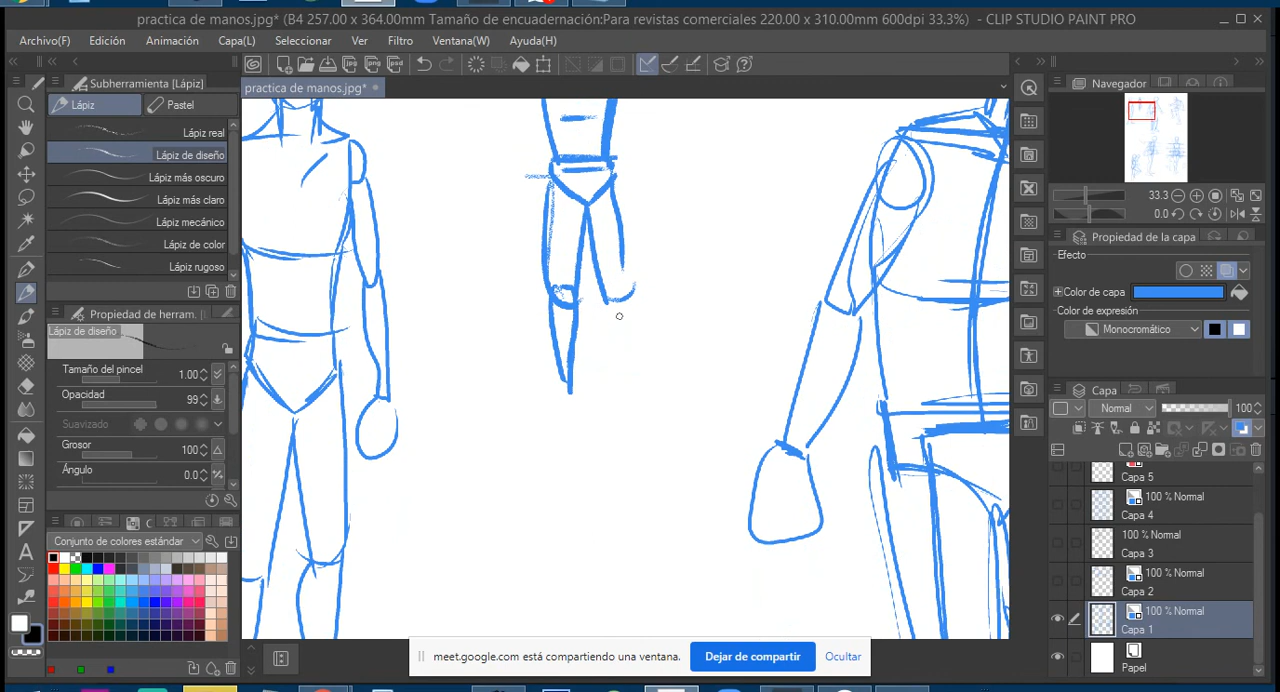 practica de manos.jpg* (B4 257.00 x 364.00mm Tamaño de encuadernación:Para revistas comerciales 220.00 x 310.00mm 600dpi 33.3%) - CLIP STUDIO PAINT PRO
Archivo(F) Edición Animación Capa(L) Seleccionar Ver Filtro Ventana(W) Ayuda(H)
Subherramienta [Lápiz]
practica de manos.jpg*
Navegador
Lápiz Pastel
Lápiz real
Lápiz de diseño
Lápiz más oscuro
Lápiz más claro
Lápiz mecánico
Lápiz de color
Lápiz rugoso
33.3
0.0
Propiedad de la capa
Efecto
Color de capa
Color de expresión
Monocromático
Propiedad de herram.
Lápiz de diseño
Tamaño del pincel 1.00
Opacidad 99
Suavizado
Grosor 100
Ángulo 0.0
Capa
Normal 100
Capa 5
100 % Normal
Capa 4
100 % Normal
Capa 3
100 % Normal
Capa 2
100 % Normal
Capa 1
Papel
Conjunto de colores estándar
meet.google.com está compartiendo una ventana. Dejar de compartir Ocultar